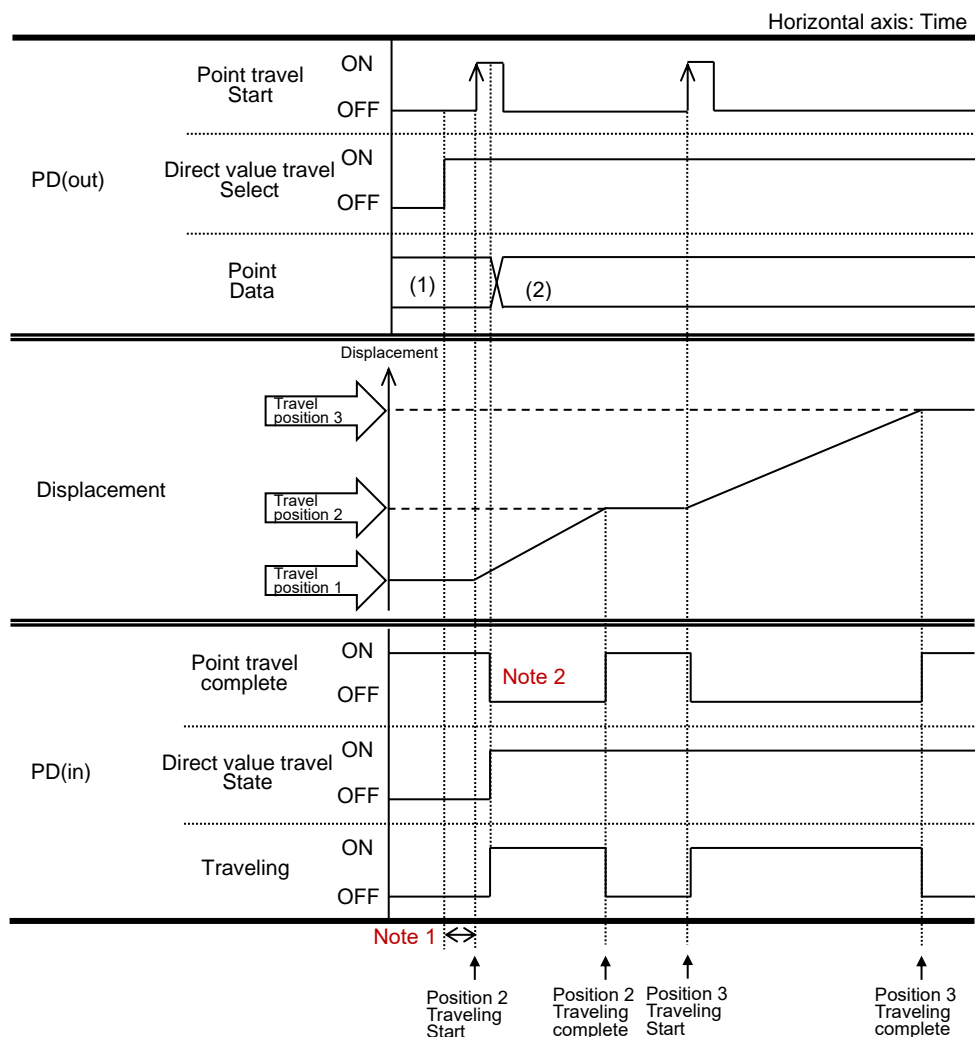 Horizontal axis: Time
PD(out)
Point travel
Start
ON
OFF
Direct value travel
Select
ON
OFF
Point
Data
(1)
(2)
Displacement
Displacement
Travel
position 3
Travel
position 2
Travel
position 1
PD(in)
Point travel
complete
ON
OFF
Note 2
Direct value travel
State
ON
OFF
Traveling
ON
OFF
Note 1
Position 2
Traveling
Start
Position 2
Traveling
complete
Position 3
Traveling
Start
Position 3
Traveling
complete